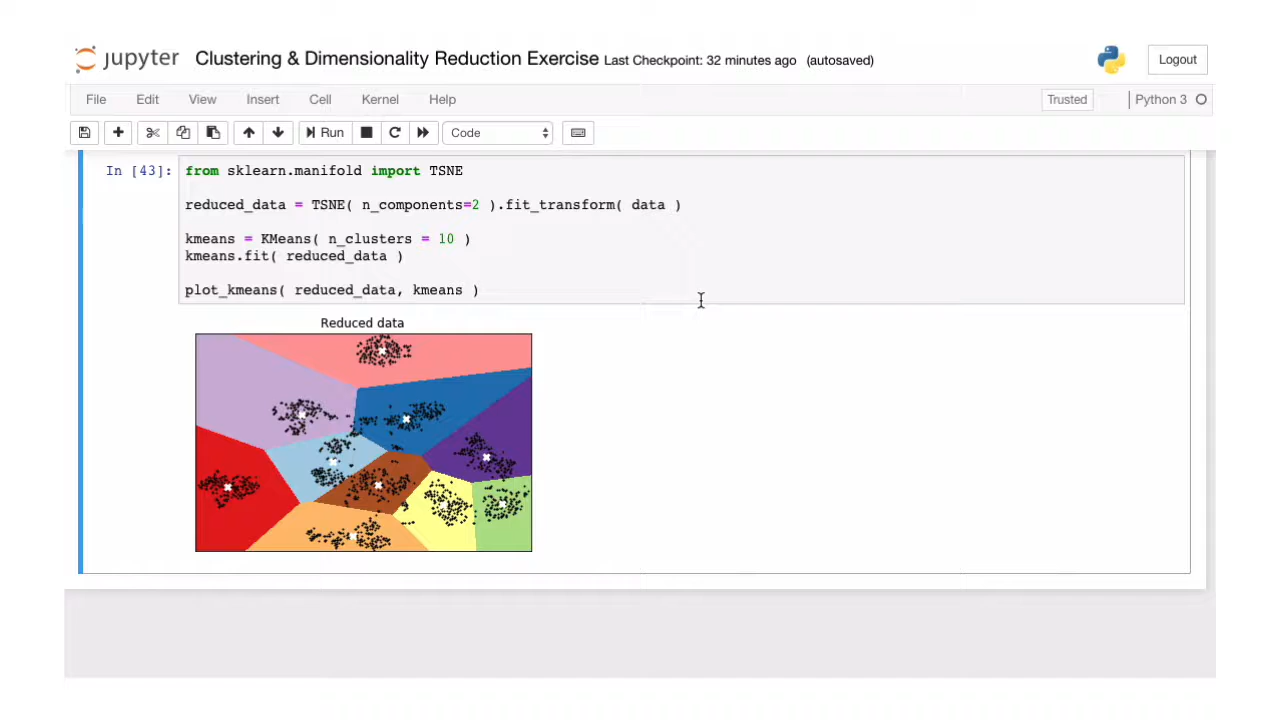 jupyter Clustering & Dimensionality Reduction Exercise Last Checkpoint: 32 minutes ago (autosaved) Logout
File Edit View Insert Cell Kernel Help Trusted Python 3
Run Code
In [43]: from sklearn.manifold import TSNE
reduced_data = TSNE( n_components=2 ).fit_transform( data )
kmeans = KMeans( n_clusters = 10 )
kmeans.fit( reduced_data )
plot_kmeans( reduced_data, kmeans )
Reduced data